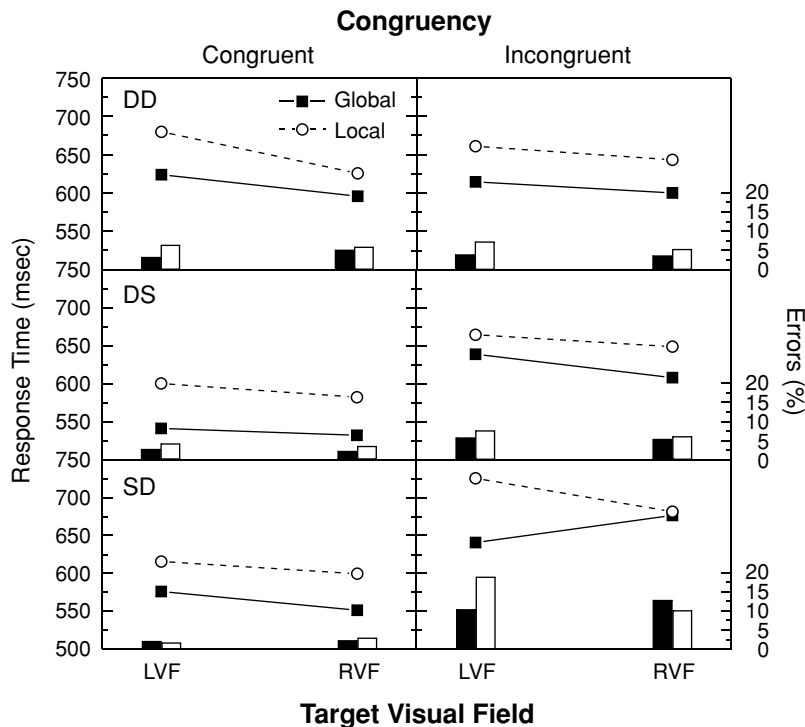 Congruency
Congruent Incongruent
750
DD
Global
Local
700
650
600
550
20
15
10
5
0
750
DS
700
650
600
550
20
15
10
5
0
750
SD
700
650
600
550
500
20
15
10
5
0
Response Time (msec)
Errors (%)
LVF RVF LVF RVF
Target Visual Field